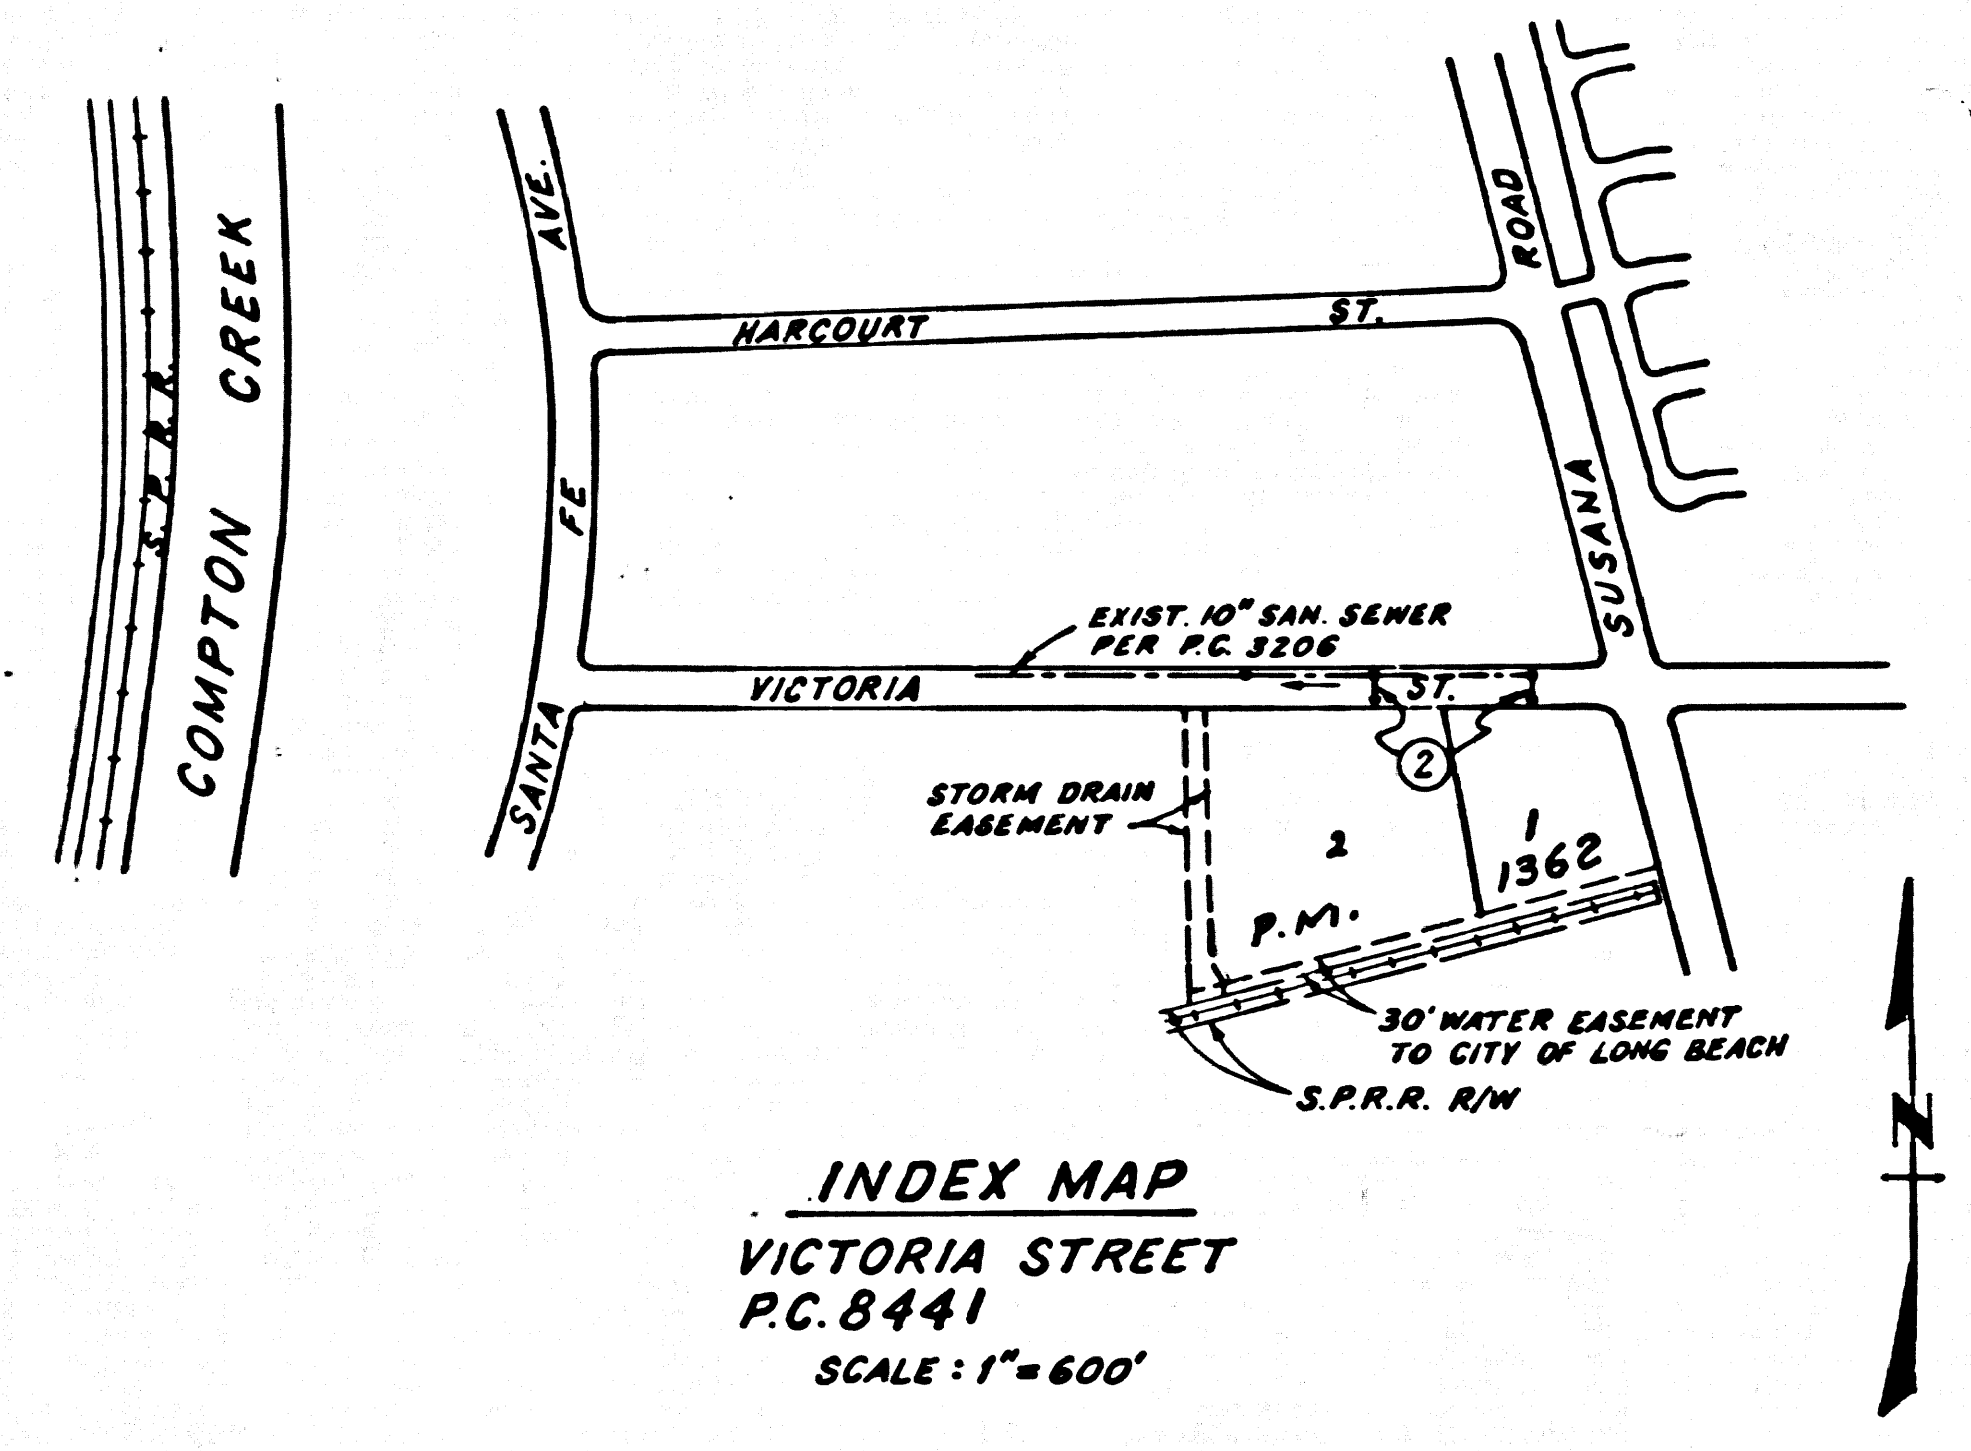 S. P. R. R.
COMPTON CREEK
SANTA FE AVE.
HARCOURT ST.
SUSANA ROAD
EXIST. 10" SAN. SEWER
PER P.C. 3206
VICTORIA ST.
2
STORM DRAIN
EASEMENT
2
1
P.M. 1362
30' WATER EASEMENT
TO CITY OF LONG BEACH
S.P.R.R. R/W
N
INDEX MAP
VICTORIA STREET
P.C. 8441
SCALE : 1" = 600'